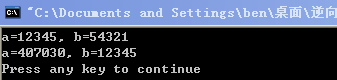 "C:\Documents and Settings\ben\桌面\逆向
a=12345, b=54321
a=407030, b=12345
Press any key to continue